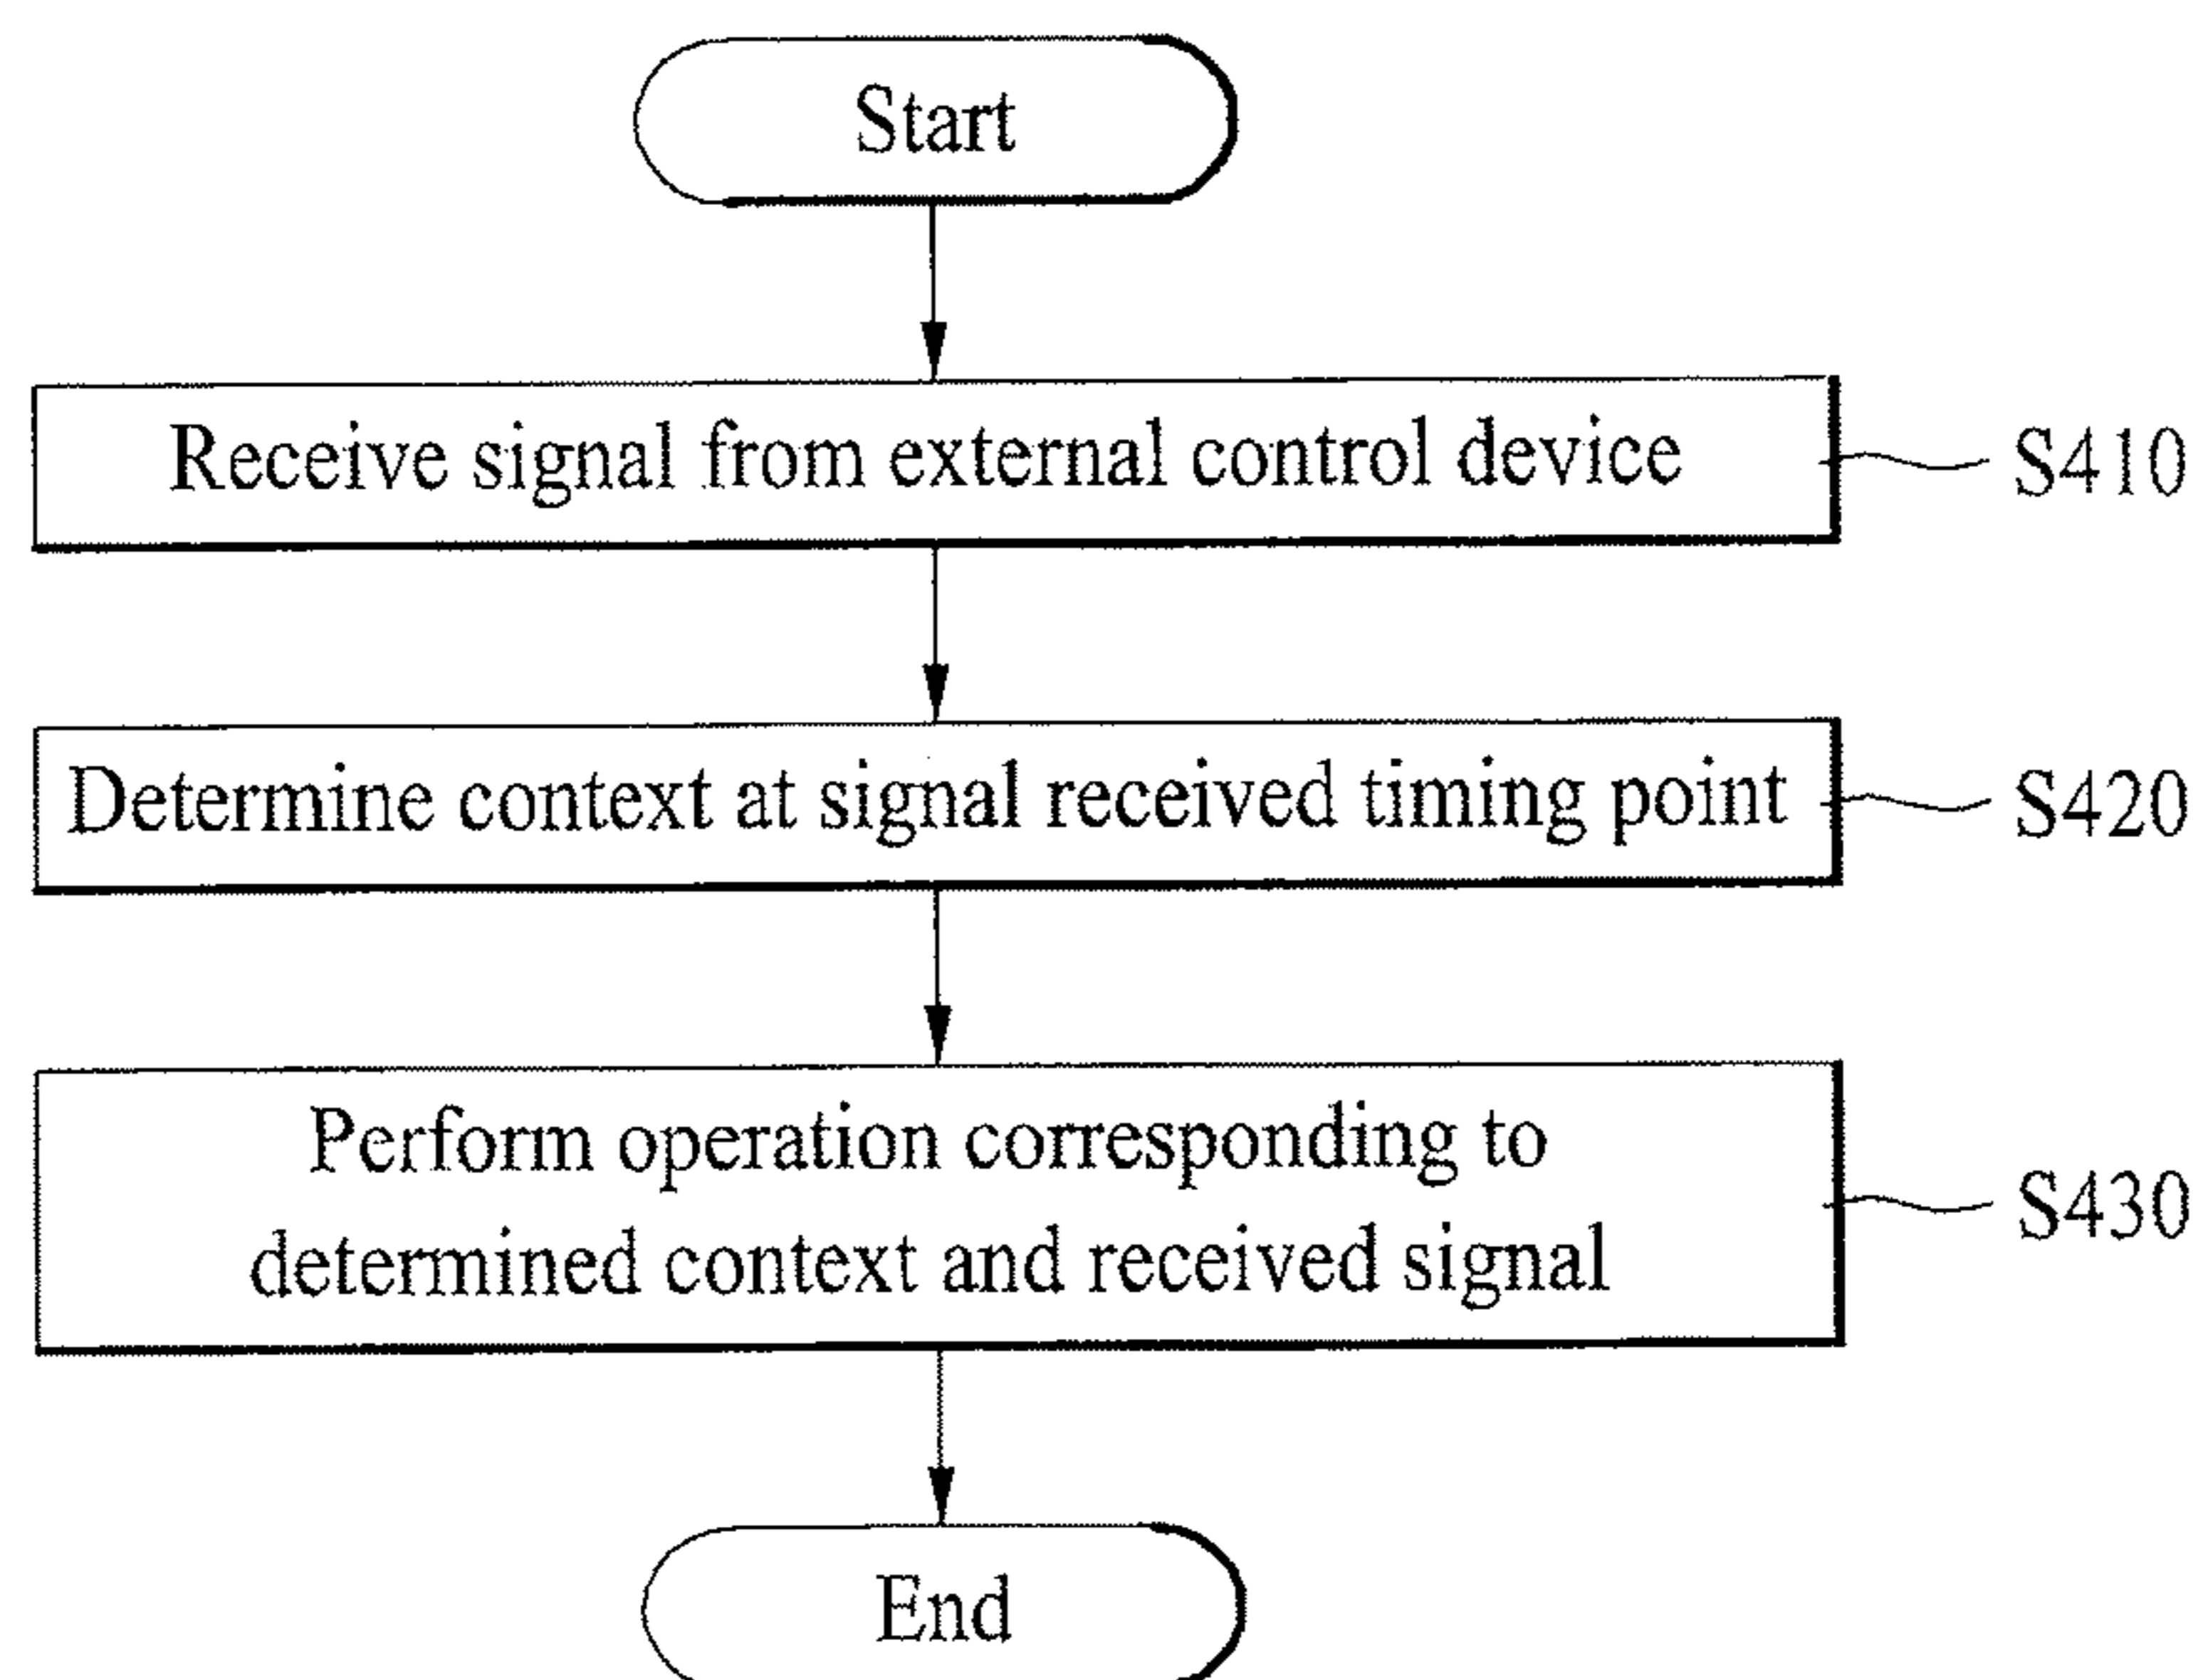 Start
Receive signal from external control device
S410
Determine context at signal received timing point
S420
Perform operation corresponding to
determined context and received signal
S430
End